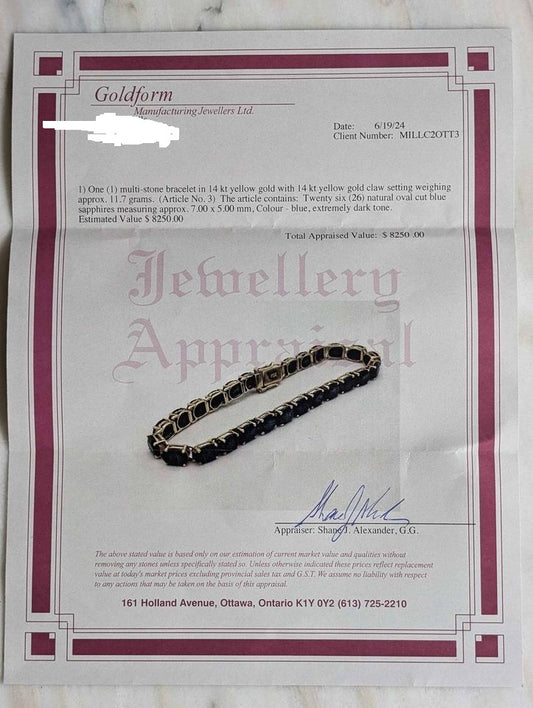 Goldform
Manufacturing Jewellers Ltd.
Date: 6/19/24
Client Number: MILLC2OTT3
1) One (1) multi-stone bracelet in 14 kt yellow gold with 14 kt yellow gold claw setting weighing
approx. 11.7 grams. (Article No. 3) The article contains: Twenty six (26) natural oval cut blue
sapphires measuring approx. 7.00 x 5.00 mm, Colour - blue, extremely dark tone.
Estimated Value $ 8250.00
Total Appraised Value: $ 8250 .00
Jewellery
Appraisal
Appraiser: Shane J. Alexander, G.G.
The above stated value is based only on our estimation of current market value and qualities without
removing any stones unless specifically stated so. Unless otherwise indicated these prices reflect replacement
value at today's market prices excluding provincial sales tax and G.S.T. We assume no liability with respect
to any actions that may be taken on the basis of this appraisal.
161 Holland Avenue, Ottawa, Ontario K1Y 0Y2 (613) 725-2210